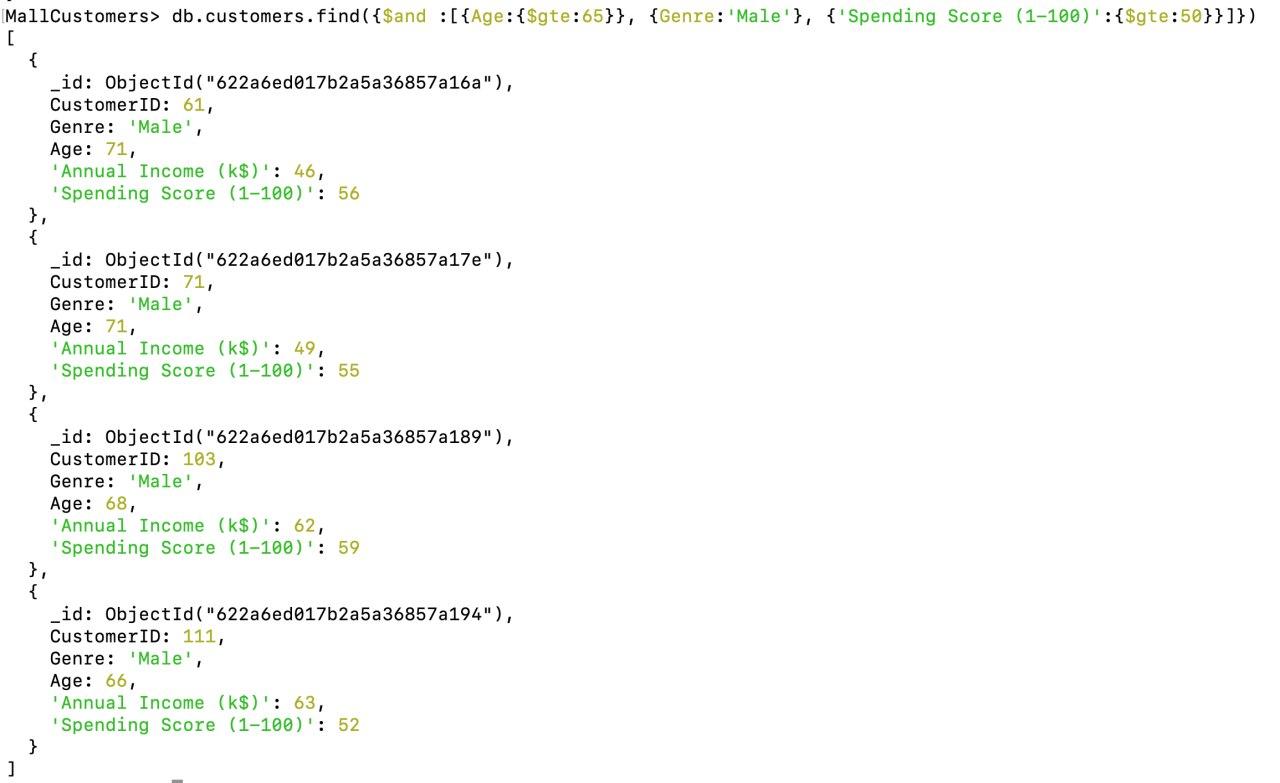 MallCustomers> db.customers.find({$and :[{Age:{$gte:65}}, {Genre:'Male'}, {'Spending Score (1-100)':{$gte:50}}]})
[
  {
    _id: ObjectId("622a6ed017b2a5a36857a16a"),
    CustomerID: 61,
    Genre: 'Male',
    Age: 71,
    'Annual Income (k$)': 46,
    'Spending Score (1-100)': 56
  },
  {
    _id: ObjectId("622a6ed017b2a5a36857a17e"),
    CustomerID: 71,
    Genre: 'Male',
    Age: 71,
    'Annual Income (k$)': 49,
    'Spending Score (1-100)': 55
  },
  {
    _id: ObjectId("622a6ed017b2a5a36857a189"),
    CustomerID: 103,
    Genre: 'Male',
    Age: 68,
    'Annual Income (k$)': 62,
    'Spending Score (1-100)': 59
  },
  {
    _id: ObjectId("622a6ed017b2a5a36857a194"),
    CustomerID: 111,
    Genre: 'Male',
    Age: 66,
    'Annual Income (k$)': 63,
    'Spending Score (1-100)': 52
  }
]